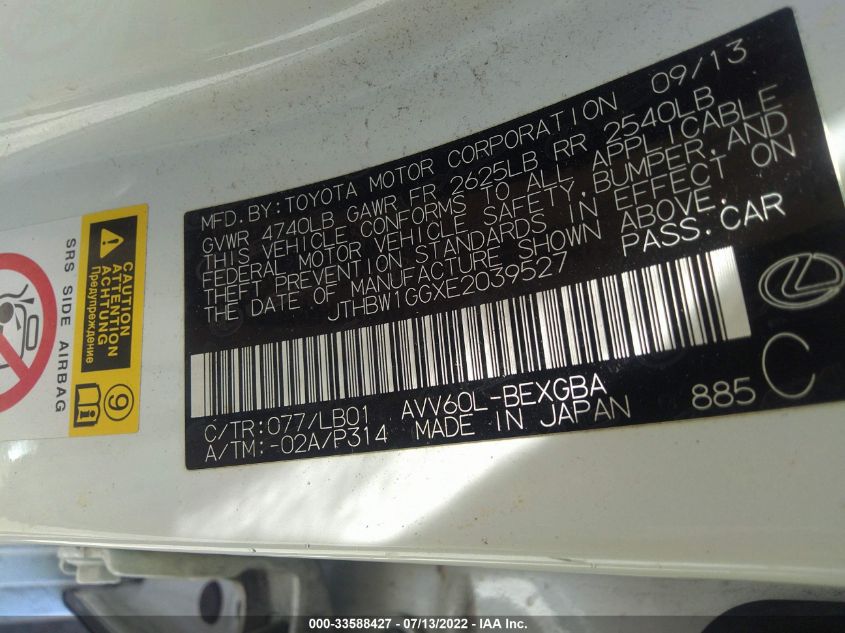 MFD. BY: TOYOTA MOTOR CORPORATION 09/13
GVWR 4740LB GAWR FR 2625LB RR 2540LB
THIS VEHICLE CONFORMS TO ALL APPLICABLE
FEDERAL MOTOR VEHICLE SAFETY, BUMPER, AND
THEFT PREVENTION STANDARDS IN EFFECT ON
THE DATE OF MANUFACTURE SHOWN ABOVE.
JTHBW1GGXE2039527 PASS. CAR
C/TR: 077/LB01 AVV60L-BEXGBA
A/TM: -02A/P314 MADE IN JAPAN 885 C
SRS SIDE AIRBAG
CAUTION
ATTENTION
ACHTUNG
Предупреждение
9
000-33588427 - 07/13/2022 - IAA Inc.